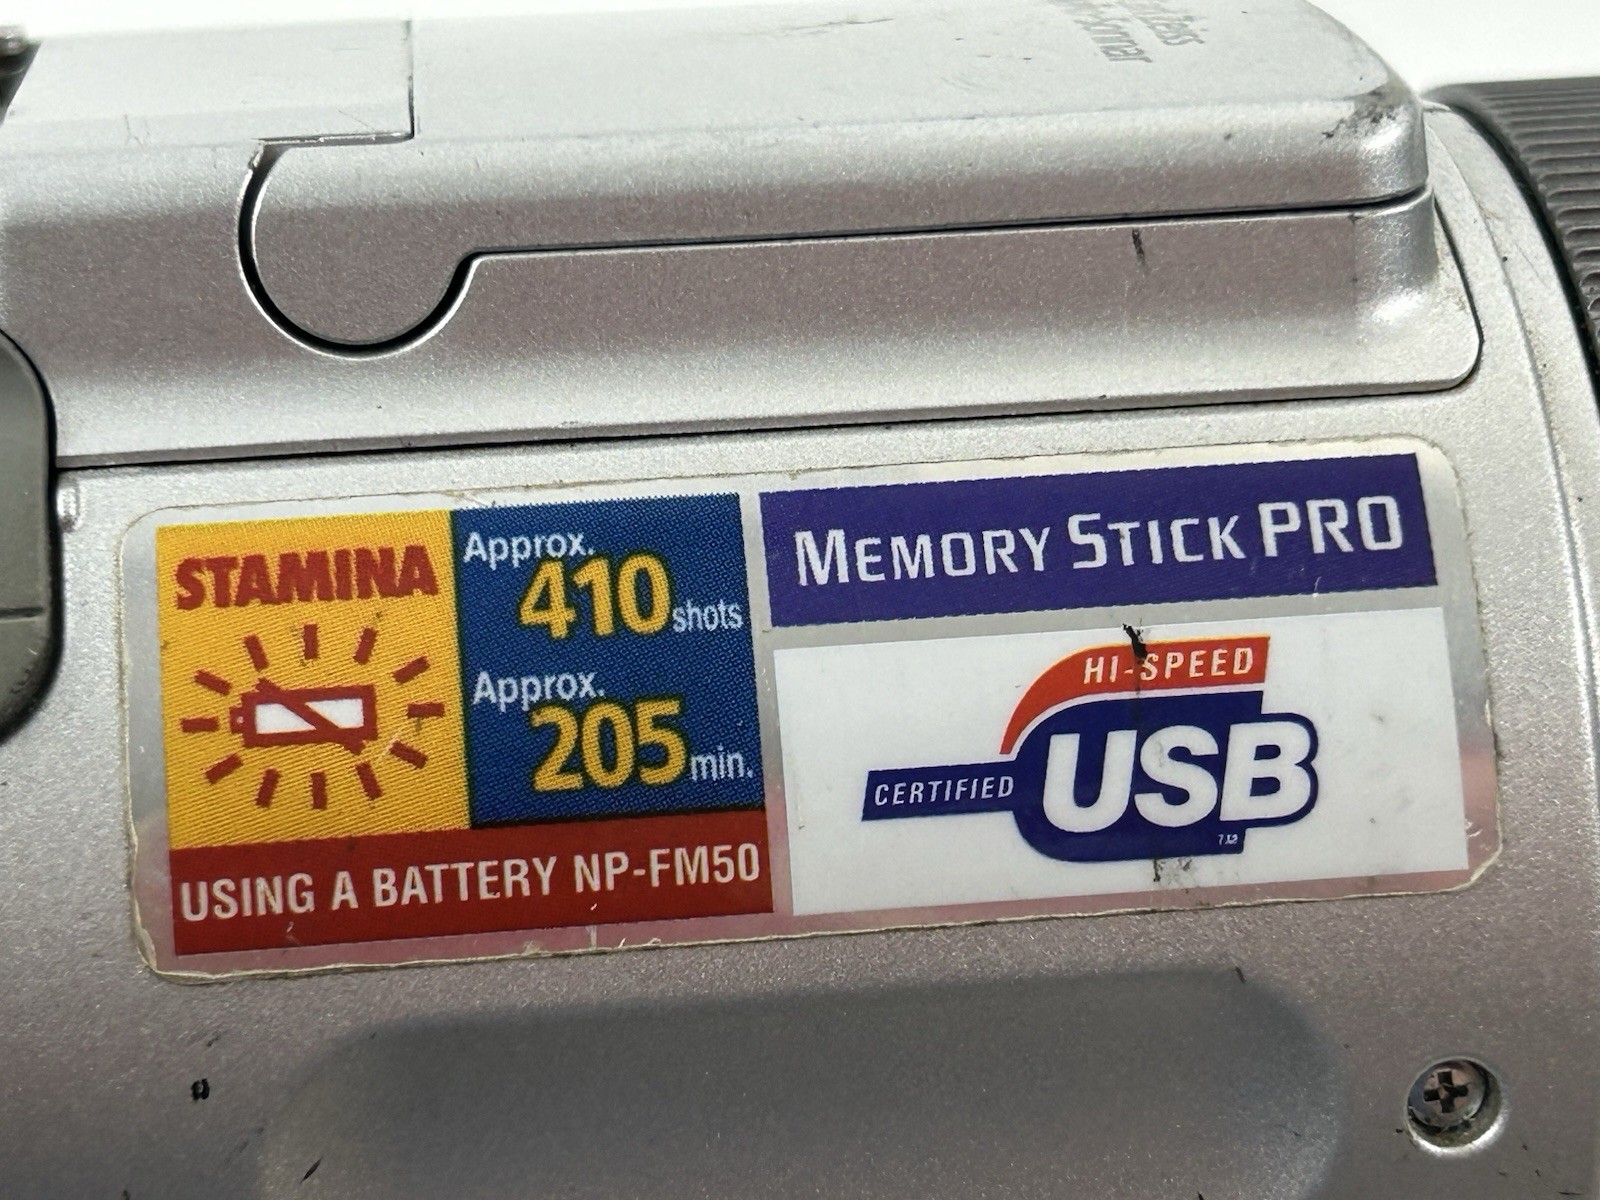 STAMINA
Approx.
410 shots
Approx.
205 min.
USING A BATTERY NP-FM50
MEMORY STICK PRO
HI-SPEED
CERTIFIED USB